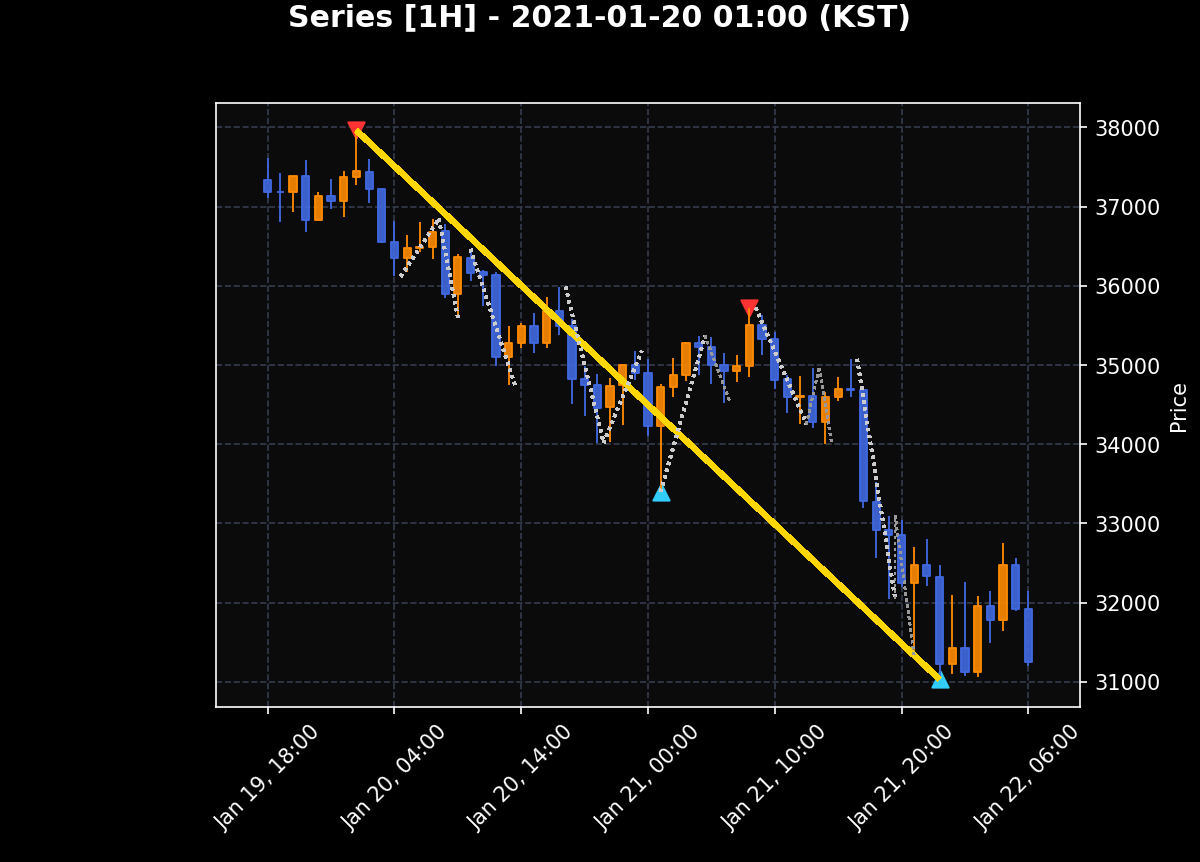 Series [1H] - 2021-01-20 01:00 (KST)
38000
37000
36000
35000
34000
33000
32000
31000
Price
Jan 19, 18:00
Jan 20, 04:00
Jan 20, 14:00
Jan 21, 00:00
Jan 21, 10:00
Jan 21, 20:00
Jan 22, 06:00